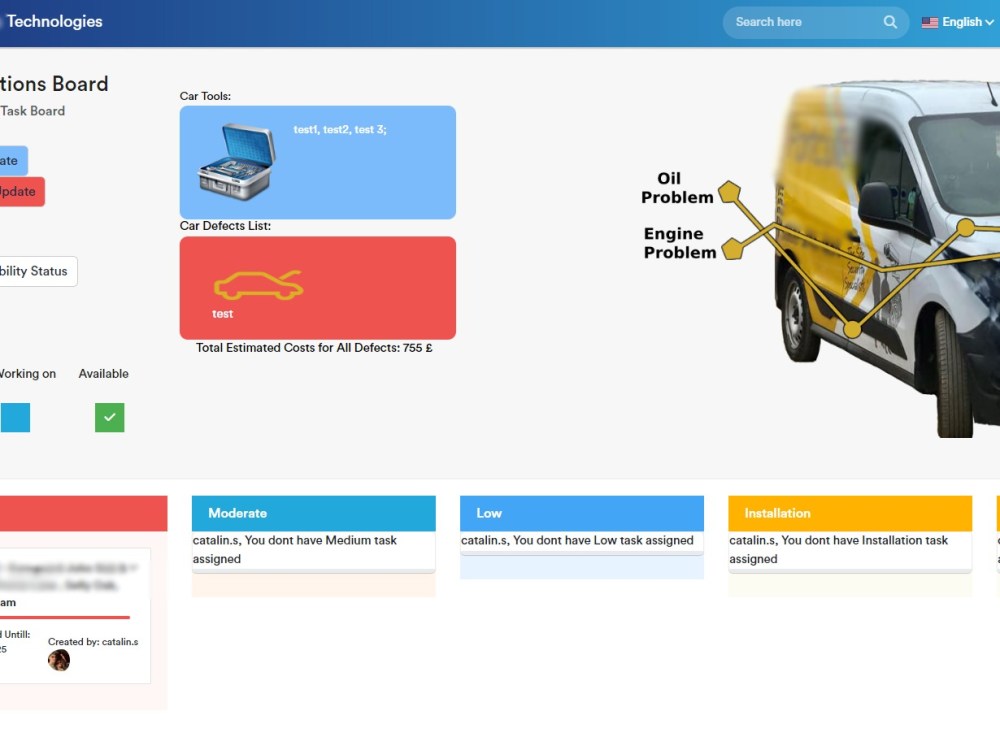 Technologies
Search here
English
tions Board
Task Board
Car Tools:
ate
test1, test2, test 3;
Update
Oil
Problem
Car Defects List:
Engine
Problem
bility Status
test
Total Estimated Costs for All Defects: 755 £
Working on
Available
Moderate
Low
Installation
catalin.s, You dont have Medium task
assigned
catalin.s, You dont have Low task assigned
catalin.s, You dont have Installation task
assigned
am
d Untill:
25
Created by: catalin.s